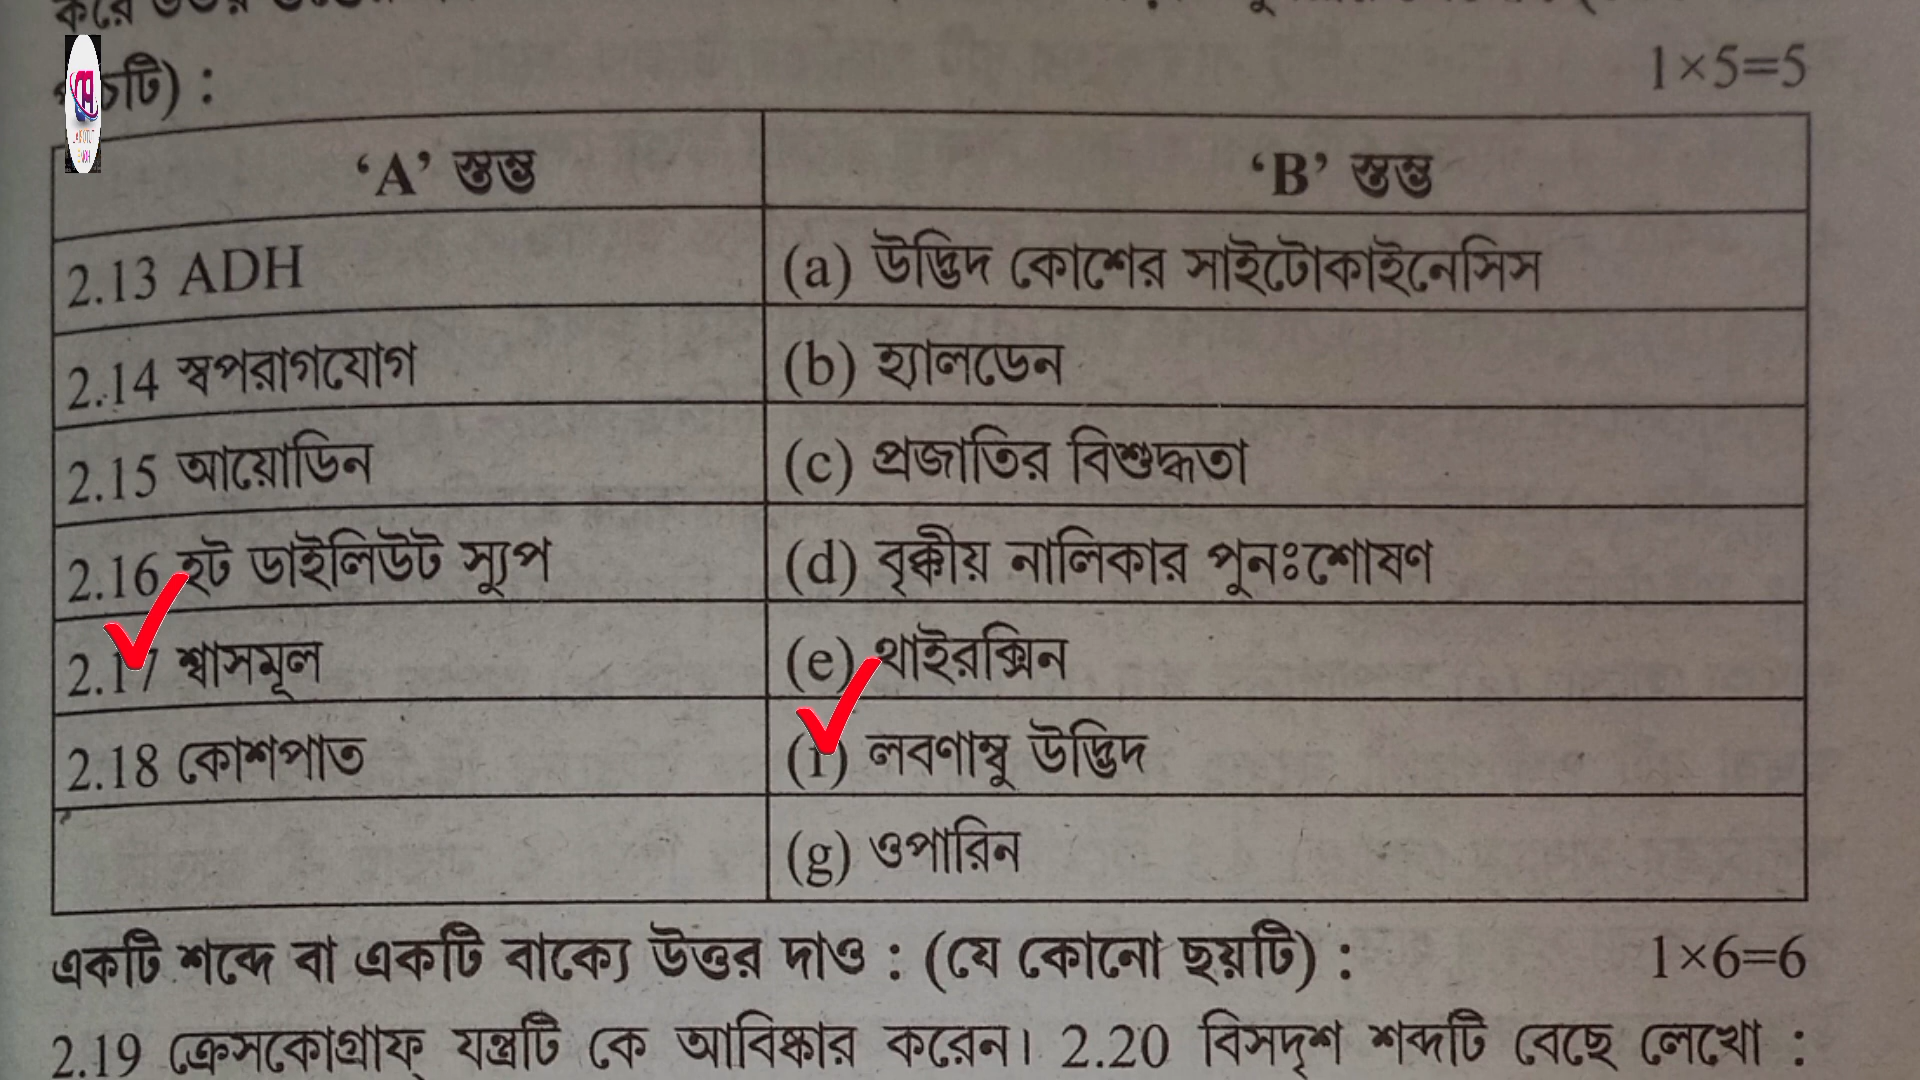 করে
টি) : 1×5=5
‘A’ স্তম্ভ ‘B’ স্তম্ভ
2.13 ADH (a) উদ্ভিদ কোশের সাইটোকাইনেসিস
2.14 স্বপরাগযোগ (b) হ্যালডেন
2.15 আয়োডিন (c) প্রজাতির বিশুদ্ধতা
2.16 হট ডাইলিউট স্যুপ (d) বৃক্কীয় নালিকার পুনঃশোষণ
2.17 শ্বাসমূল (e) থাইরক্সিন
2.18 কোশপাত (f) লবণাম্বু উদ্ভিদ
(g) ওপারিন
একটি শব্দে বা একটি বাক্যে উত্তর দাও : (যে কোনো ছয়টি) : 1×6=6
2.19 ক্রেসকোগ্রাফ্ যন্ত্রটি কে আবিষ্কার করেন। 2.20 বিসদৃশ শব্দটি বেছে লেখো :